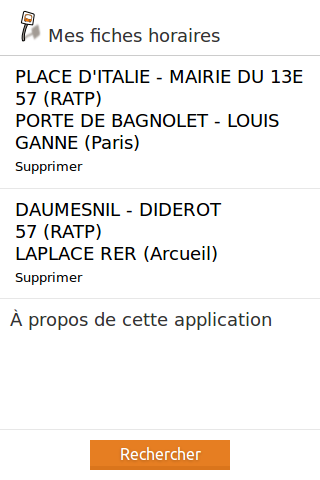 Mes fiches horaires
PLACE D'ITALIE - MAIRIE DU 13E
57 (RATP)
PORTE DE BAGNOLET - LOUIS
GANNE (Paris)
Supprimer
DAUMESNIL - DIDEROT
57 (RATP)
LAPLACE RER (Arcueil)
Supprimer
À propos de cette application
Rechercher